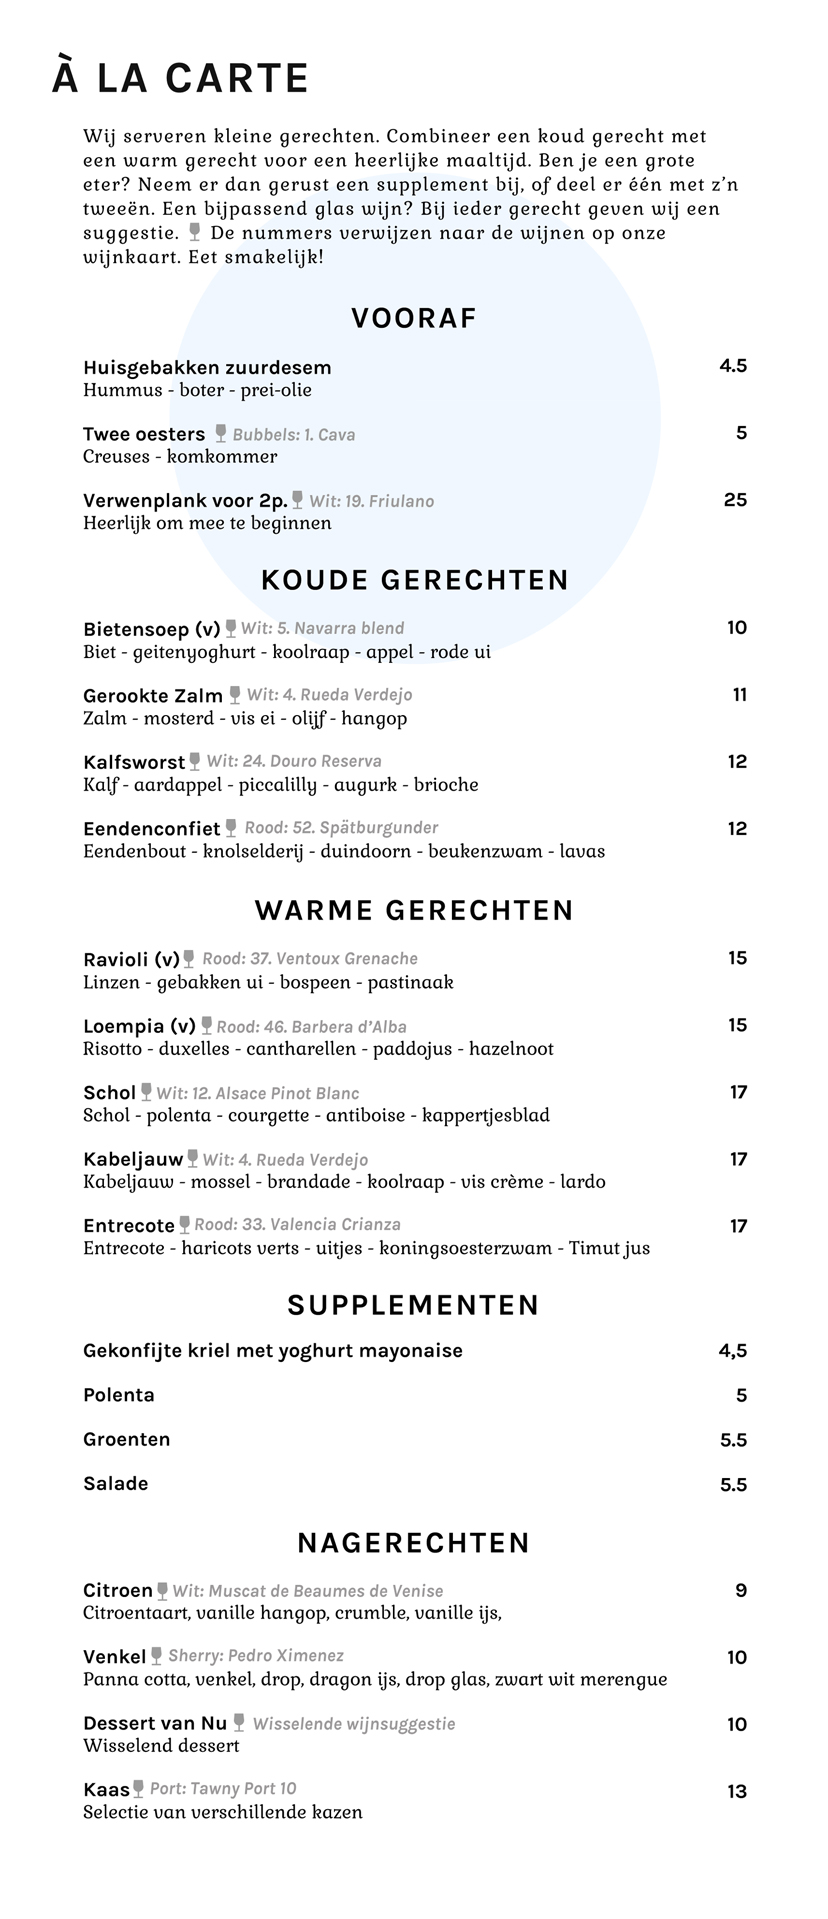 À LA CARTE
Wij serveren kleine gerechten. Combineer een koud gerecht met
een warm gerecht voor een heerlijke maaltijd. Ben je een grote
eter? Neem er dan gerust een supplement bij, of deel er één met z’n
tweeën. Een bijpassend glas wijn? Bij ieder gerecht geven wij een
suggestie. De nummers verwijzen naar de wijnen op onze
wijnkaart. Eet smakelijk!
VOORAF
Huisgebakken zuurdesem 4.5
Hummus - boter - prei-olie
Twee oesters Bubbels: 1. Cava 5
Creuses - komkommer
Verwenplank voor 2p. Wit: 19. Friulano 25
Heerlijk om mee te beginnen
KOUDE GERECHTEN
Bietensoep (v) Wit: 5. Navarra blend 10
Biet - geitenyoghurt - koolraap - appel - rode ui
Gerookte Zalm Wit: 4. Rueda Verdejo 11
Zalm - mosterd - vis ei - olijf - hangop
Kalfsworst Wit: 24. Douro Reserva 12
Kalf - aardappel - piccalilly - augurk - brioche
Eendenconfiet Rood: 52. Spätburgunder 12
Eendenbout - knolselderij - duindoorn - beukenzwam - lavas
WARME GERECHTEN
Ravioli (v) Rood: 37. Ventoux Grenache 15
Linzen - gebakken ui - bospeen - pastinaak
Loempia (v) Rood: 46. Barbera d’Alba 15
Risotto - duxelles - cantharellen - paddojus - hazelnoot
Schol Wit: 12. Alsace Pinot Blanc 17
Schol - polenta - courgette - antiboise - kappertjesblad
Kabeljauw Wit: 4. Rueda Verdejo 17
Kabeljauw - mossel - brandade - koolraap - vis crème - lardo
Entrecote Rood: 33. Valencia Crianza 17
Entrecote - haricots verts - uitjes - koningsoesterzwam - Timut jus
SUPPLEMENTEN
Gekonfijte kriel met yoghurt mayonaise 4,5
Polenta 5
Groenten 5.5
Salade 5.5
NAGERECHTEN
Citroen Wit: Muscat de Beaumes de Venise 9
Citroentaart, vanille hangop, crumble, vanille ijs,
Venkel Sherry: Pedro Ximenez 10
Panna cotta, venkel, drop, dragon ijs, drop glas, zwart wit merengue
Dessert van Nu Wisselende wijnsuggestie 10
Wisselend dessert
Kaas Port: Tawny Port 10 13
Selectie van verschillende kazen